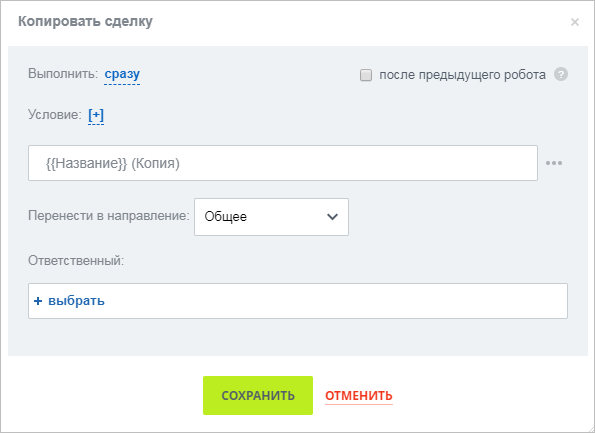 Копировать сделку ×
Выполнить: сразу после предыдущего робота ?
Условие: [+]
{{Название}} (Копия) •••
Перенести в направление: Общее
Ответственный:
+ выбрать
СОХРАНИТЬ ОТМЕНИТЬ